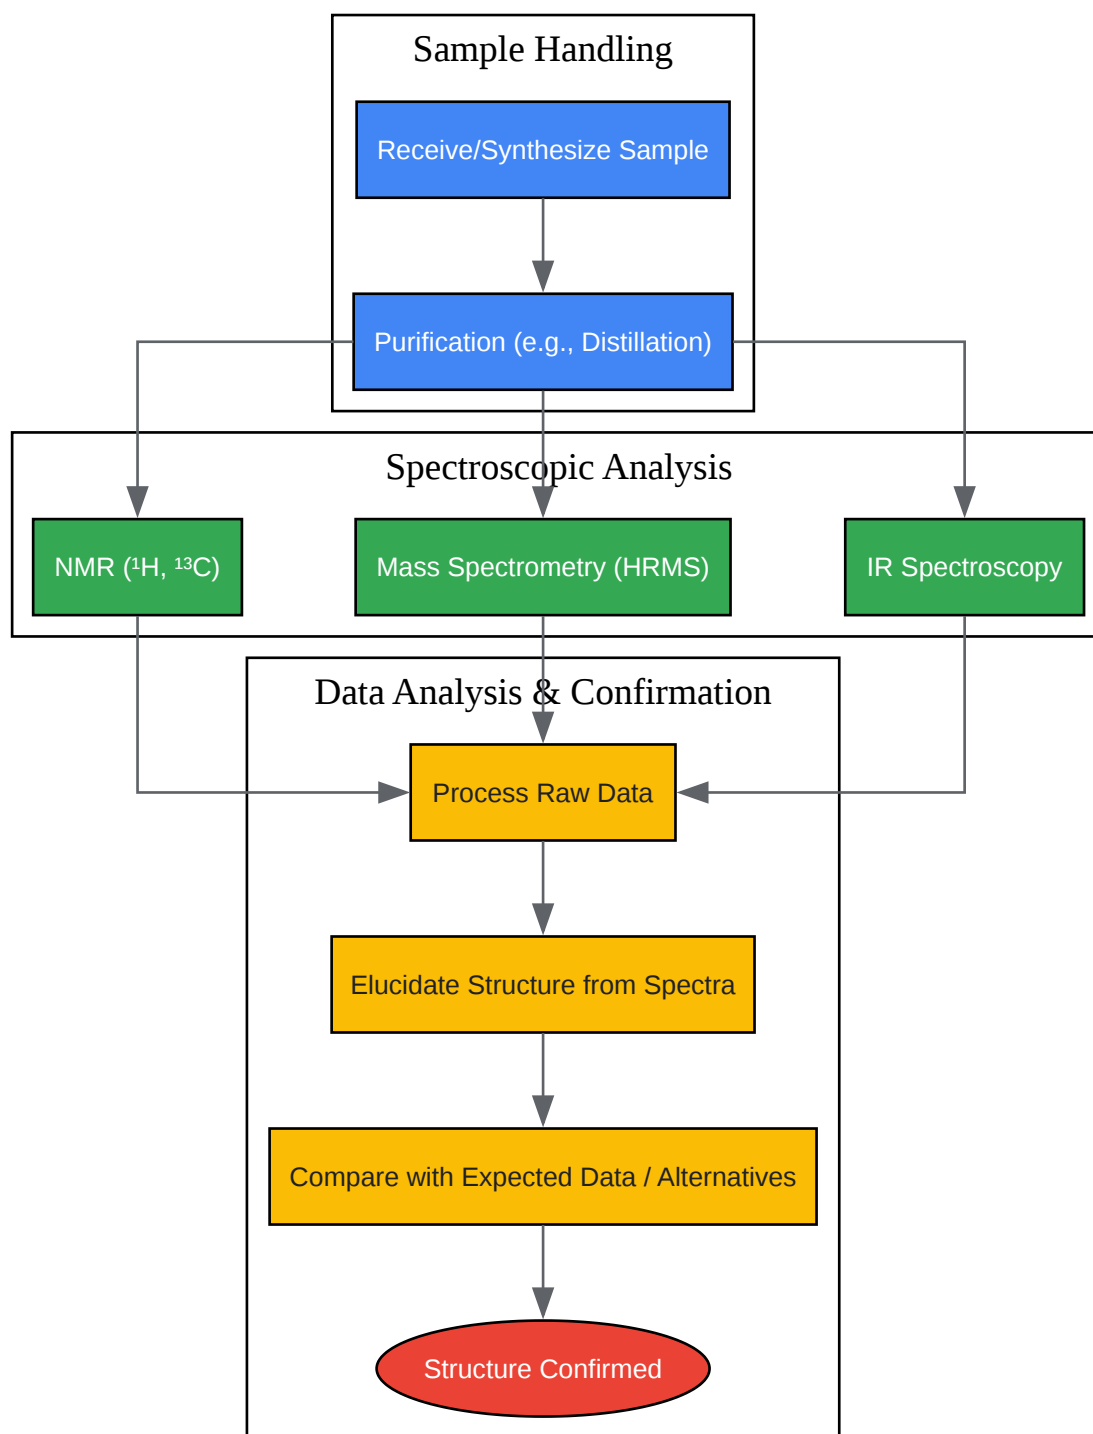 Sample Handling
Receive/Synthesize Sample
Purification (e.g., Distillation)
Spectroscopic Analysis
NMR (¹H, ¹³C)
Mass Spectrometry (HRMS)
IR Spectroscopy
Data Analysis & Confirmation
Process Raw Data
Elucidate Structure from Spectra
Compare with Expected Data / Alternatives
Structure Confirmed